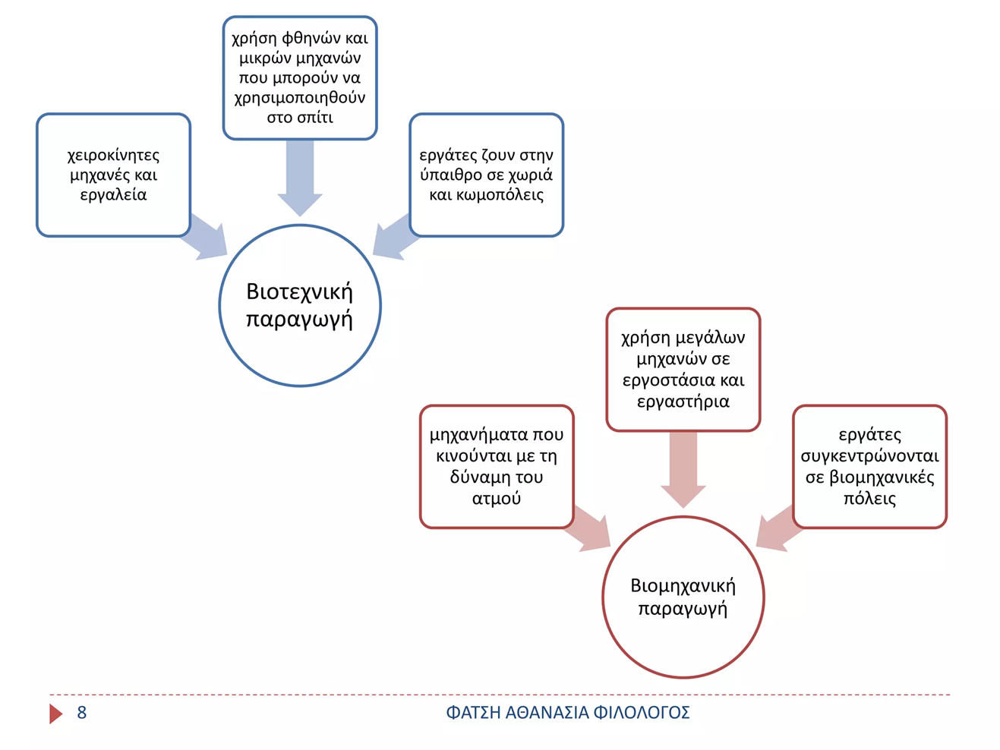 χρήση φθηνών και
μικρών μηχανών
που μπορούν να
χρησιμοποιηθούν
στο σπίτι
χειροκίνητες
μηχανές και
εργαλεία
εργάτες ζουν στην
ύπαιθρο σε χωριά
και κωμοπόλεις
Βιοτεχνική
παραγωγή
χρήση μεγάλων
μηχανών σε
εργοστάσια και
εργαστήρια
μηχανήματα που
κινούνται με τη
δύναμη του
ατμού
εργάτες
συγκεντρώνονται
σε βιομηχανικές
πόλεις
Βιομηχανική
παραγωγή
8
ΦΑΤΣΗ ΑΘΑΝΑΣΙΑ ΦΙΛΟΛΟΓΟΣ